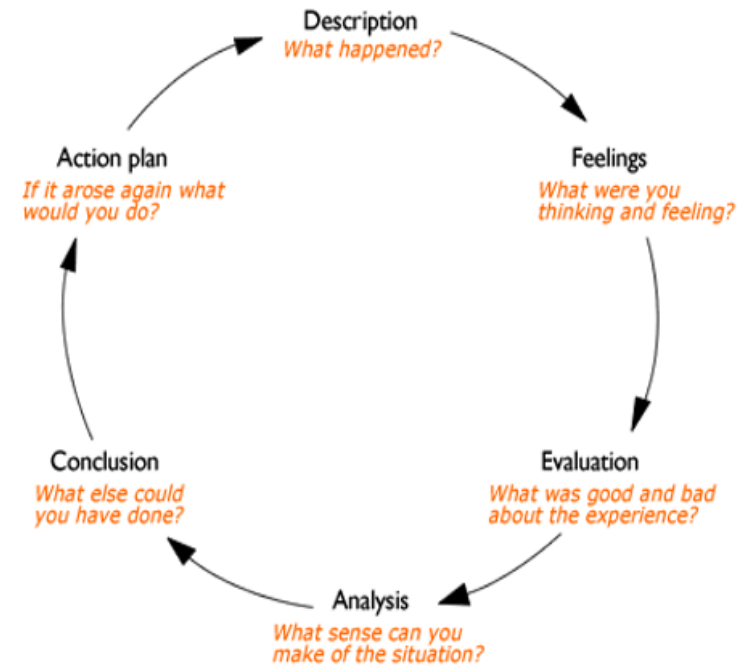 Description
What happened?
Feelings
What were you
thinking and feeling?
Evaluation
What was good and bad
about the experience?
Analysis
What sense can you
make of the situation?
Conclusion
What else could
you have done?
Action plan
If it arose again what
would you do?